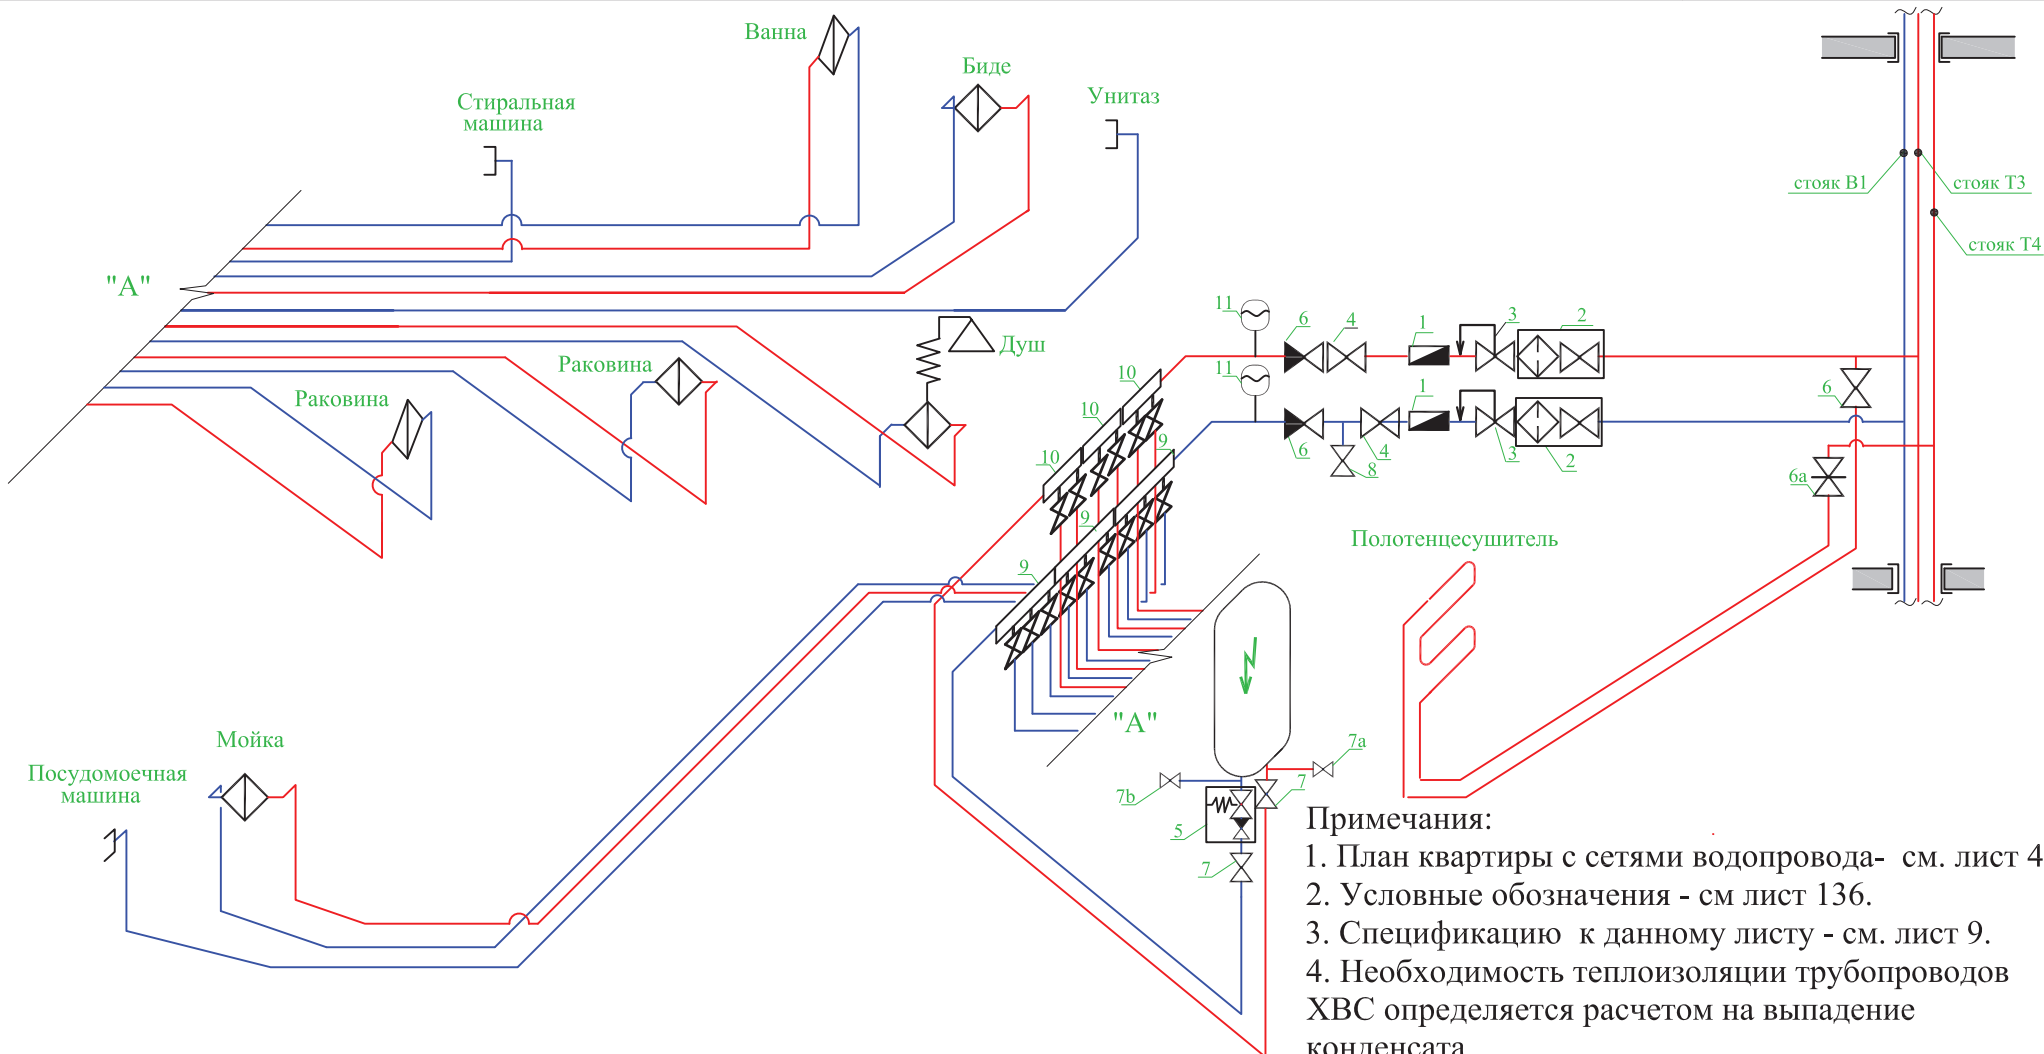 Ванна
Биде
Унитаз
Стиральная
машина
стояк В1
стояк Т3
стояк Т4
"А"
Душ
Раковина
Раковина
11
6
4
1
3
2
11
6
8
4
1
3
2
6
6а
10
10
10
9
9
9
Полотенцесушитель
"А"
Мойка
Посудомоечная
машина
7а
7
7b
5
7
Примечания:
1. План квартиры с сетями водопровода- см. лист 4
2. Условные обозначения - см лист 136.
3. Спецификацию к данному листу - см. лист 9.
4. Необходимость теплоизоляции трубопроводов
ХВС определяется расчетом на выпадение
конденсата